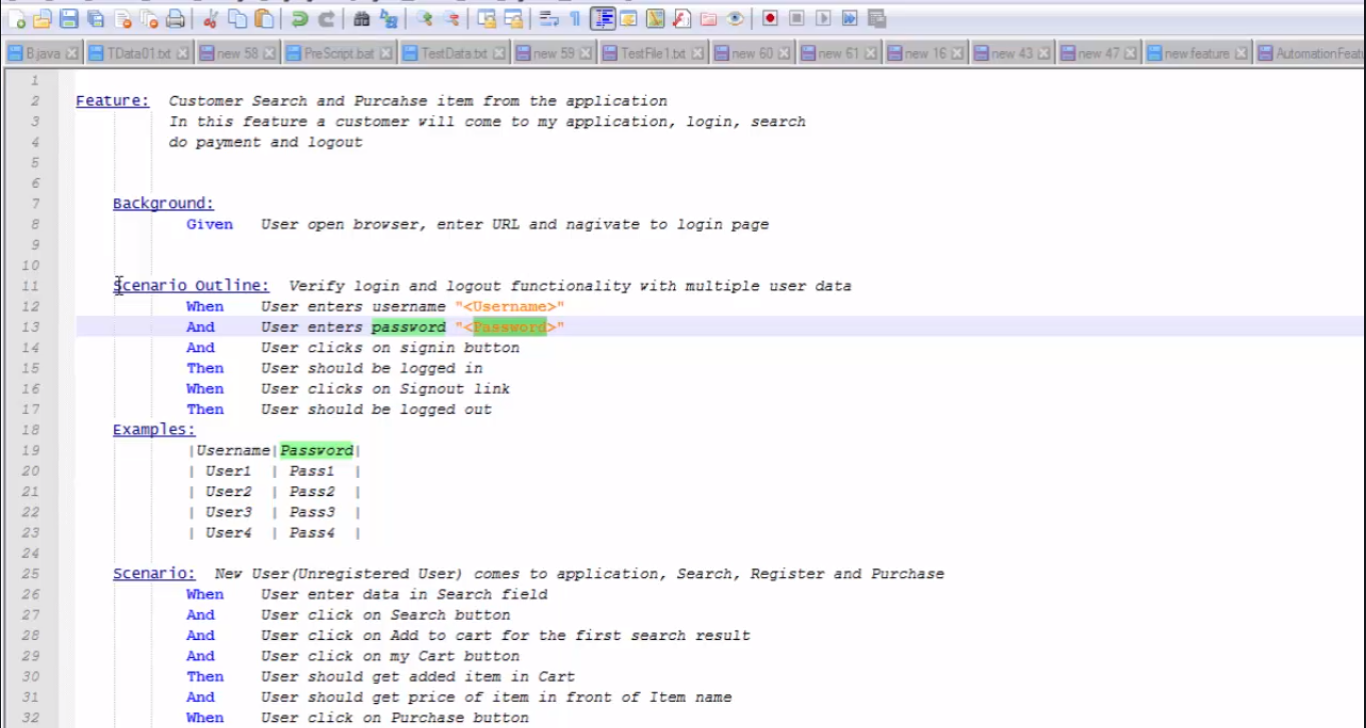 B.java TData01.txt new 58 PreScript.bat TestData.txt new 59 TestFile1.txt new 60 new 61 new 16 new 43 new 47 new.feature AutomationFeatu
1
2 Feature: Customer Search and Purcahse item from the application
3 In this feature a customer will come to my application, login, search
4 do payment and logout
5
6
7 Background:
8 Given User open browser, enter URL and nagivate to login page
9
10
11 Scenario Outline: Verify login and logout functionality with multiple user data
12 When User enters username "<Username>"
13 And User enters password "<Password>"
14 And User clicks on signin button
15 Then User should be logged in
16 When User clicks on Signout link
17 Then User should be logged out
18 Examples:
19 |Username|Password|
20 | User1 | Pass1 |
21 | User2 | Pass2 |
22 | User3 | Pass3 |
23 | User4 | Pass4 |
24
25 Scenario: New User(Unregistered User) comes to application, Search, Register and Purchase
26 When User enter data in Search field
27 And User click on Search button
28 And User click on Add to cart for the first search result
29 And User click on my Cart button
30 Then User should get added item in Cart
31 And User should get price of item in front of Item name
32 When User click on Purchase button